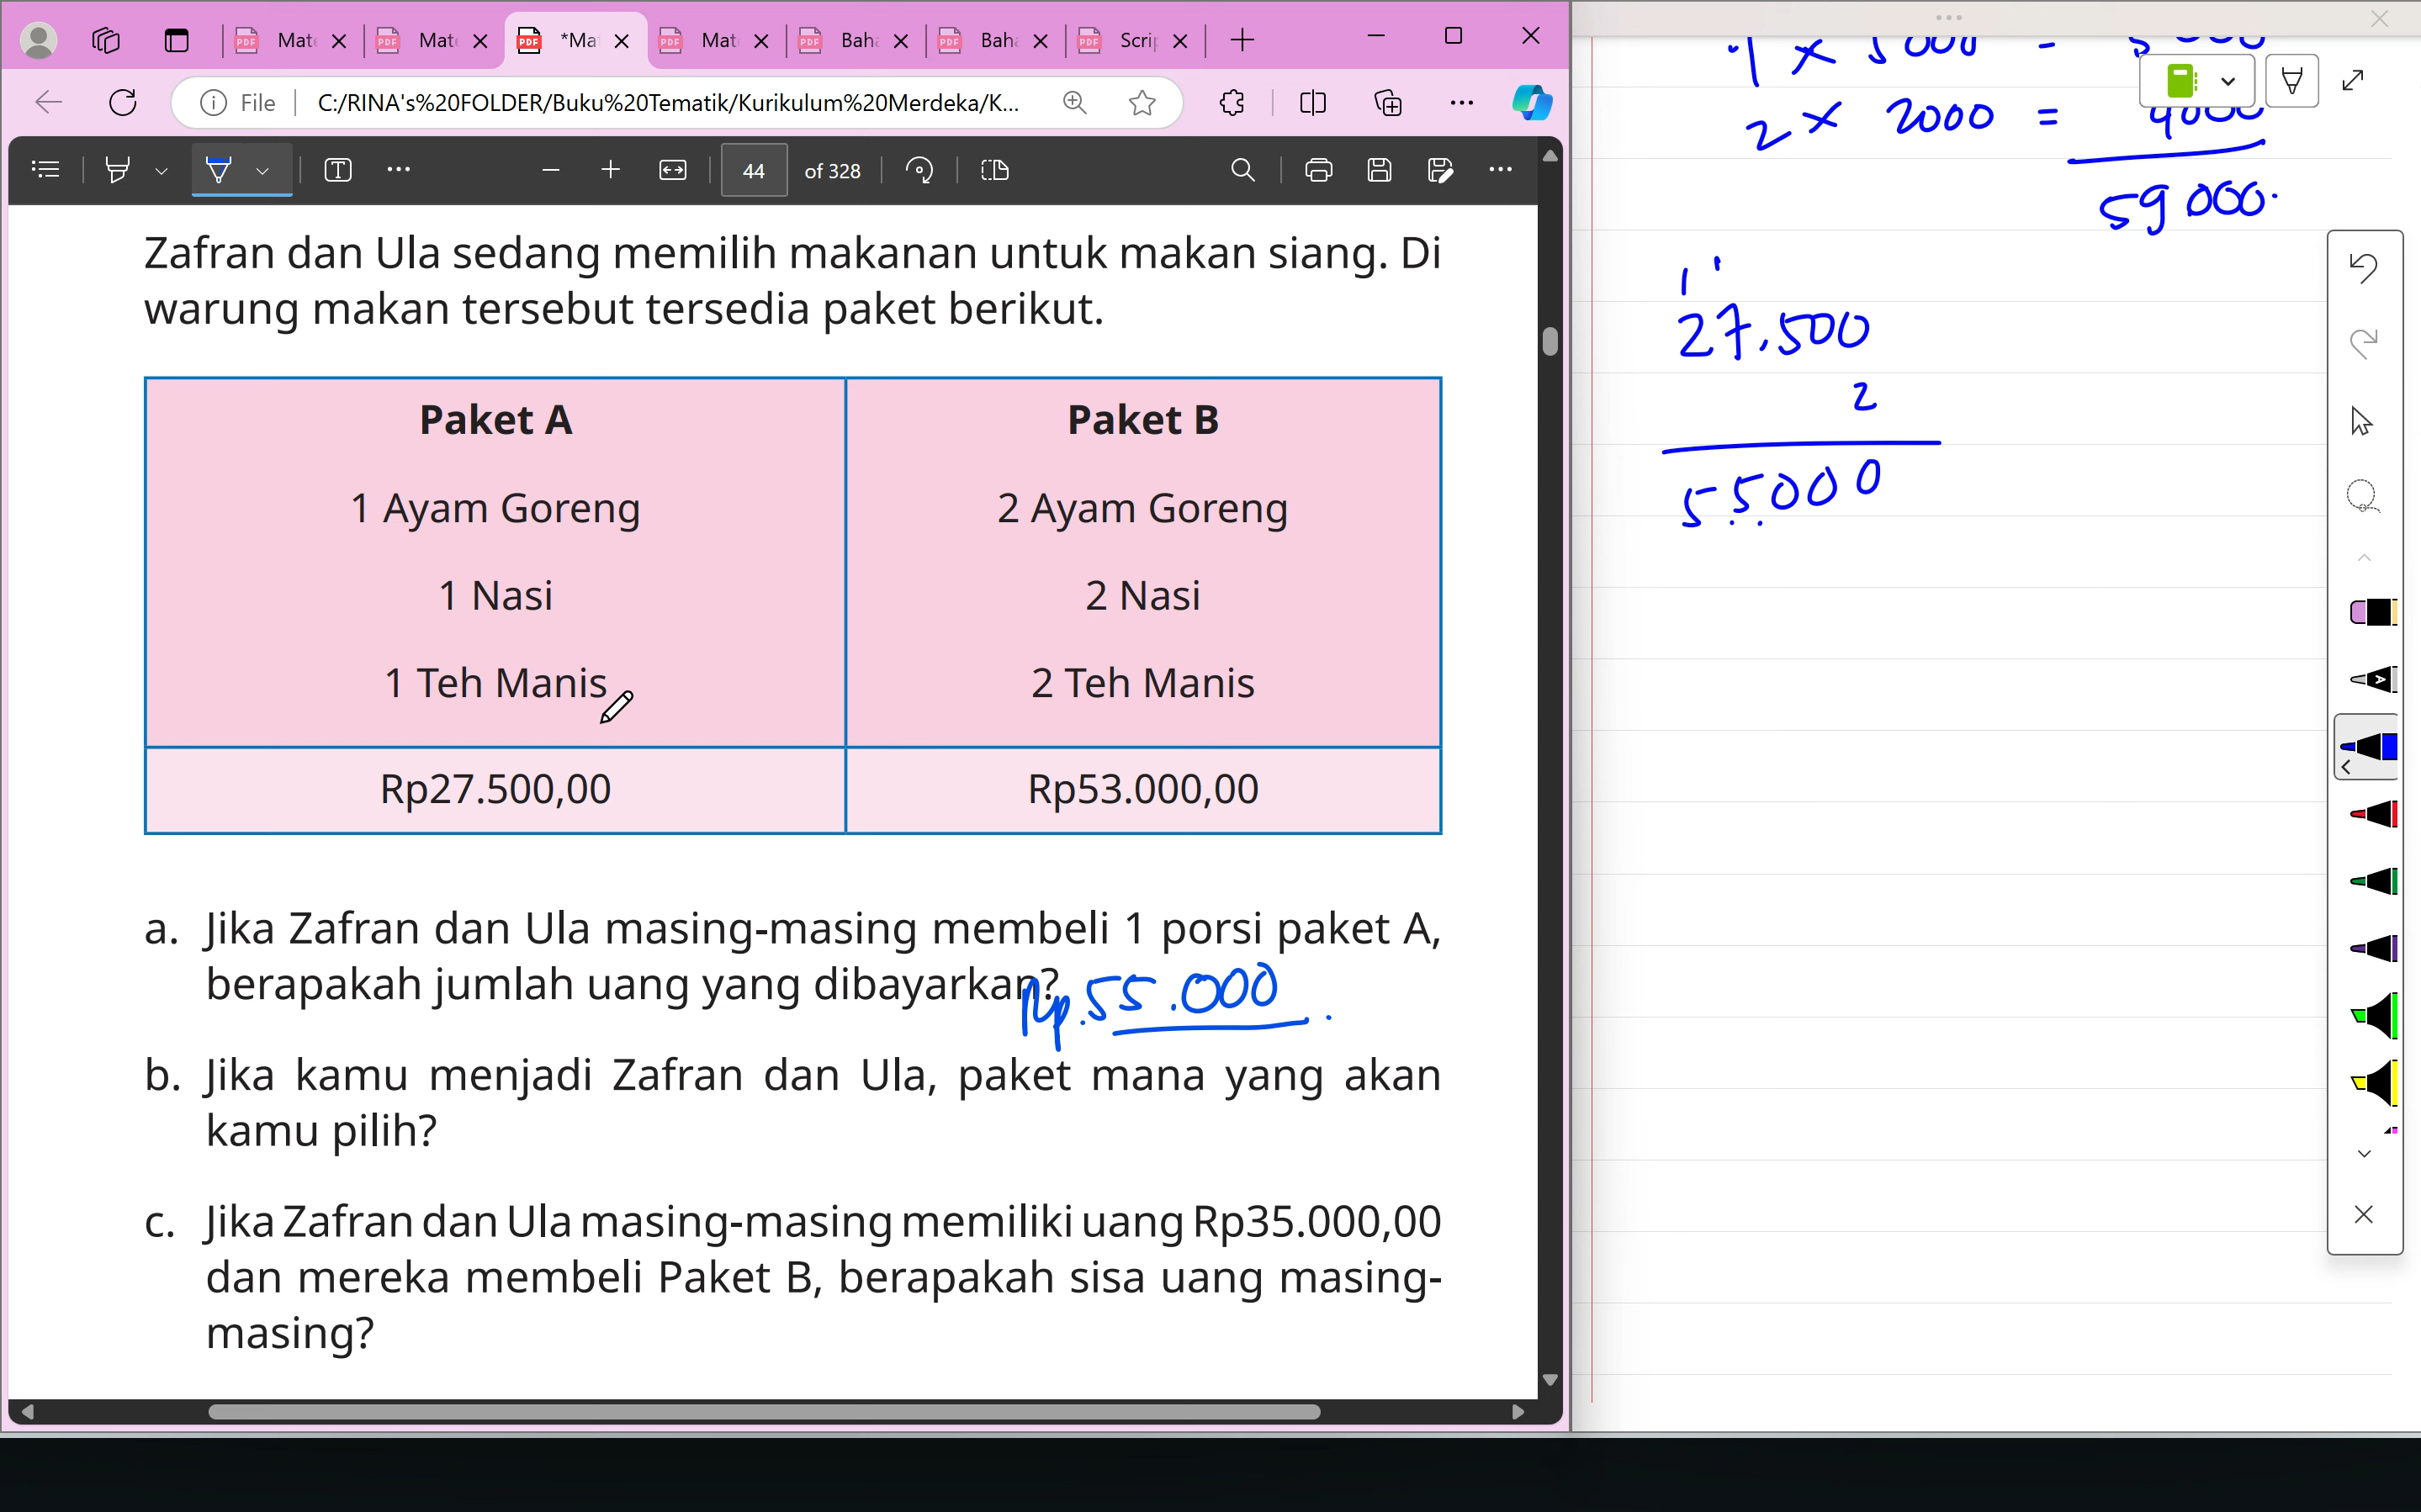 Mat
Mat
*Ma
Mat
Bah
Bah
Scrip
File
C:/RINA's%20FOLDER/Buku%20Tematik/Kurikulum%20Merdeka/K...
44 of 328
Zafran dan Ula sedang memilih makanan untuk makan siang. Di
warung makan tersebut tersedia paket berikut.
Paket A
1 Ayam Goreng
1 Nasi
1 Teh Manis
Rp27.500,00
Paket B
2 Ayam Goreng
2 Nasi
2 Teh Manis
Rp53.000,00
a. Jika Zafran dan Ula masing-masing membeli 1 porsi paket A,
berapakah jumlah uang yang dibayarkan?
Rp.55.000.
b. Jika kamu menjadi Zafran dan Ula, paket mana yang akan
kamu pilih?
c. Jika Zafran dan Ula masing-masing memiliki uang Rp35.000,00
dan mereka membeli Paket B, berapakah sisa uang masing-
masing?
2 x 2000 = 4000
59000.
1 1
27.500
2
55000